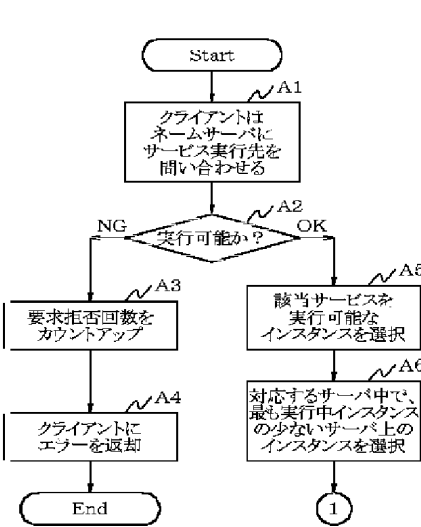 Start
A1
クライアントは
ネームサーバに
サービス実行先を
問い合わせる
A2
実行可能か？
NG
OK
A3
要求拒否回数を
カウントアップ
A4
クライアントに
エラーを返却
End
A5
該当サービスを
実行可能な
インスタンスを選択
A6
対応するサーバ中で、
最も実行中インスタンス
の少ないサーバ上の
インスタンスを選択
1